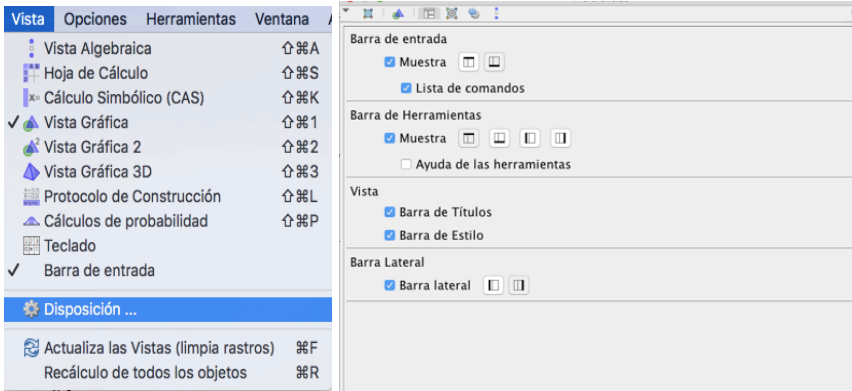 Vista Opciones Herramientas Ventana
Vista Algebraica ⇧⌘A
Hoja de Cálculo ⇧⌘S
x= Cálculo Simbólico (CAS) ⇧⌘K
✓ Vista Gráfica ⇧⌘1
Vista Gráfica 2 ⇧⌘2
Vista Gráfica 3D ⇧⌘3
Protocolo de Construcción ⇧⌘L
Cálculos de probabilidad ⇧⌘P
Teclado
✓ Barra de entrada
Disposición ...
Actualiza las Vistas (limpia rastros) ⌘F
Recálculo de todos los objetos ⌘R
Barra de entrada
Muestra
Lista de comandos
Barra de Herramientas
Muestra
Ayuda de las herramientas
Vista
Barra de Títulos
Barra de Estilo
Barra Lateral
Barra lateral